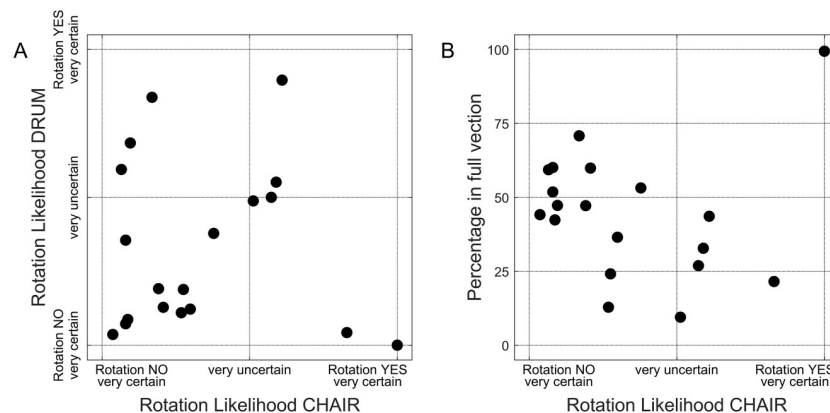 A
Rotation Likelihood DRUM
Rotation YES
very certain
very uncertain
Rotation NO
very certain
Rotation NO
very certain
very uncertain
Rotation YES
very certain
Rotation Likelihood CHAIR
B
Percentage in full vection
100
75
50
25
0
Rotation NO
very certain
very uncertain
Rotation YES
very certain
Rotation Likelihood CHAIR